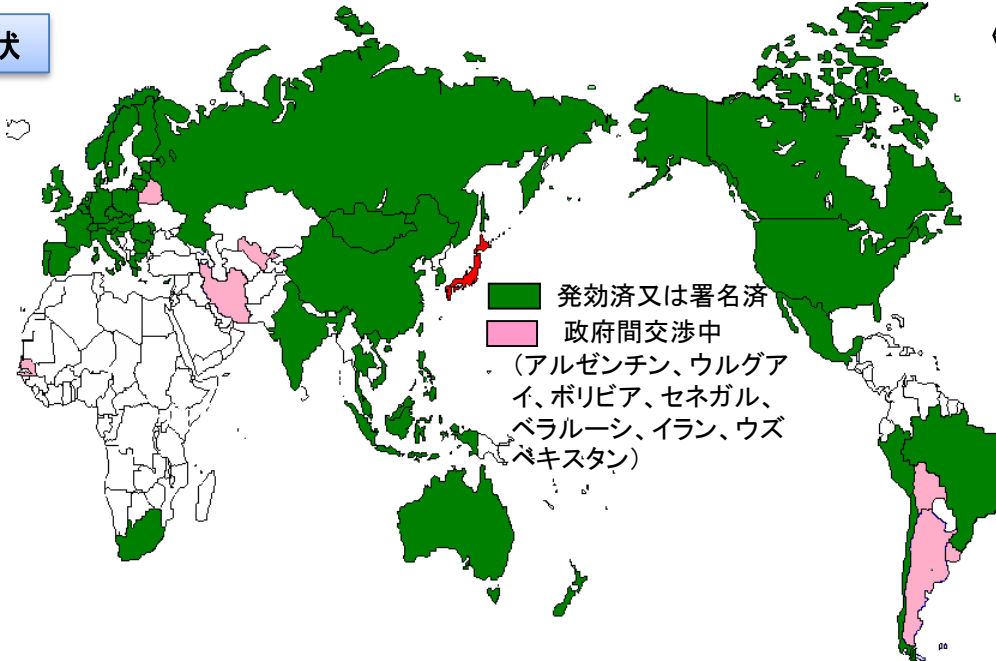 状
発効済又は署名済
政府間交渉中
（アルゼンチン、ウルグア
イ、ボリビア、セネガル、
ベラルーシ、イラン、ウズ
ベキスタン）